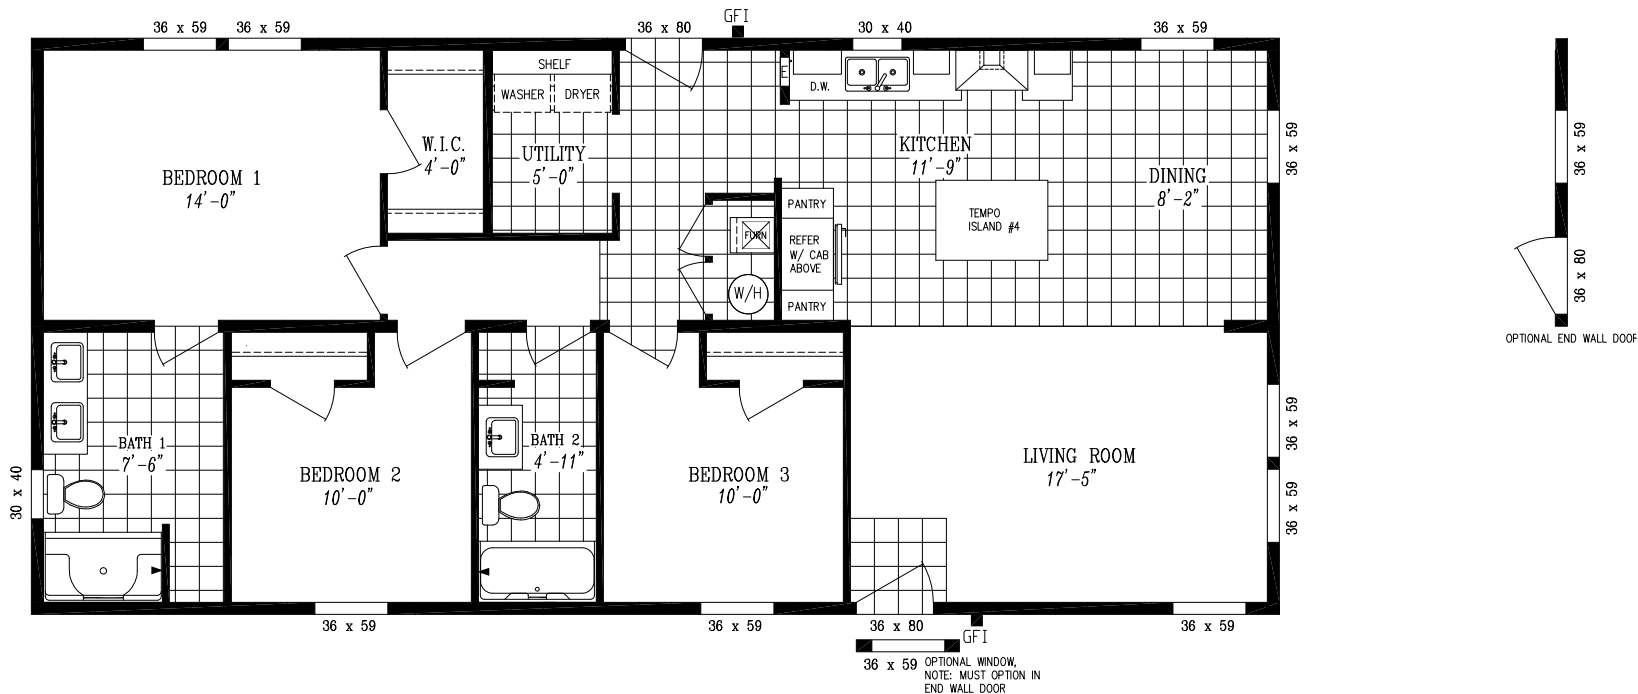 GFI
36 x 59
36 x 59
36 x 80
30 x 40
36 x 59
SHELF
WASHER
DRYER
D.W.
E
W.I.C.
4'-0"
UTILITY
5'-0"
KITCHEN
11'-9"
BEDROOM 1
14'-0"
DINING
8'-2"
36 x 59
36 x 59
PANTRY
TEMPO
ISLAND #4
FURN
REFER
W/ CAB
ABOVE
W/H
PANTRY
36 x 80
OPTIONAL END WALL DOOR
BATH 1
7'-6"
BEDROOM 2
10'-0"
BATH 2
4'-11"
BEDROOM 3
10'-0"
LIVING ROOM
17'-5"
36 x 59
36 x 59
30 x 40
36 x 59
36 x 59
36 x 80
36 x 59
GFI
36 x 59
OPTIONAL WINDOW,
NOTE: MUST OPTION IN
END WALL DOOR